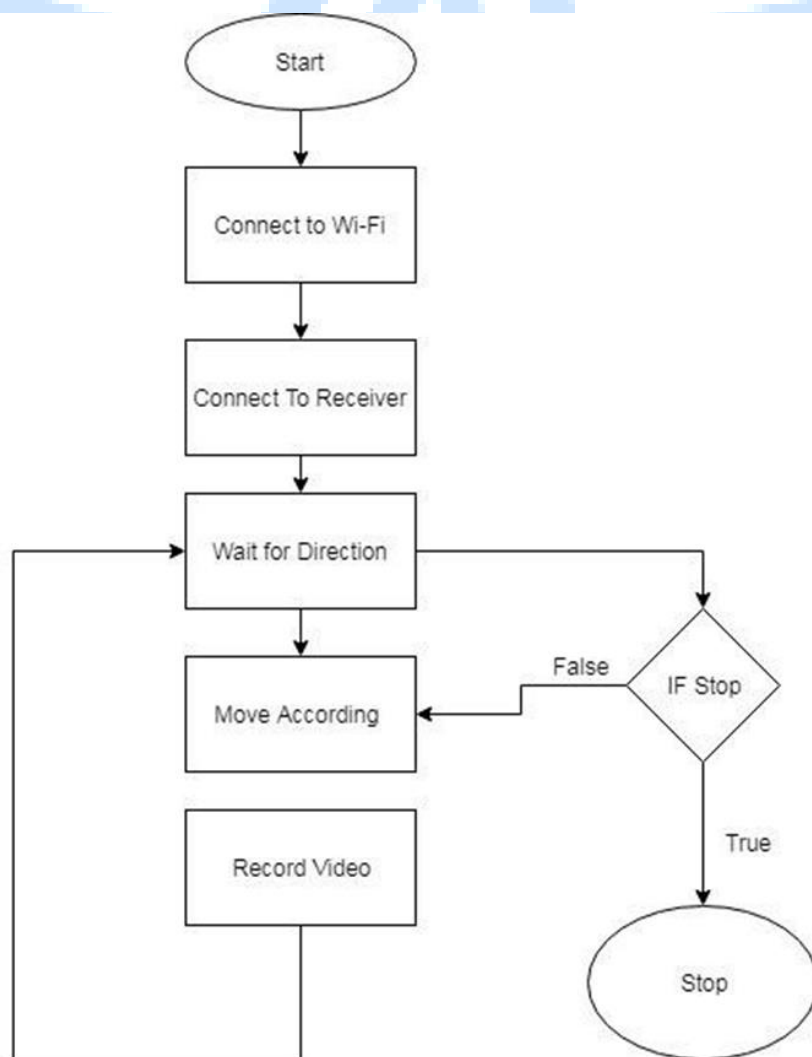 Start
Connect to Wi-Fi
Connect To Receiver
Wait for Direction
False
IF Stop
Move According
True
Record Video
Stop